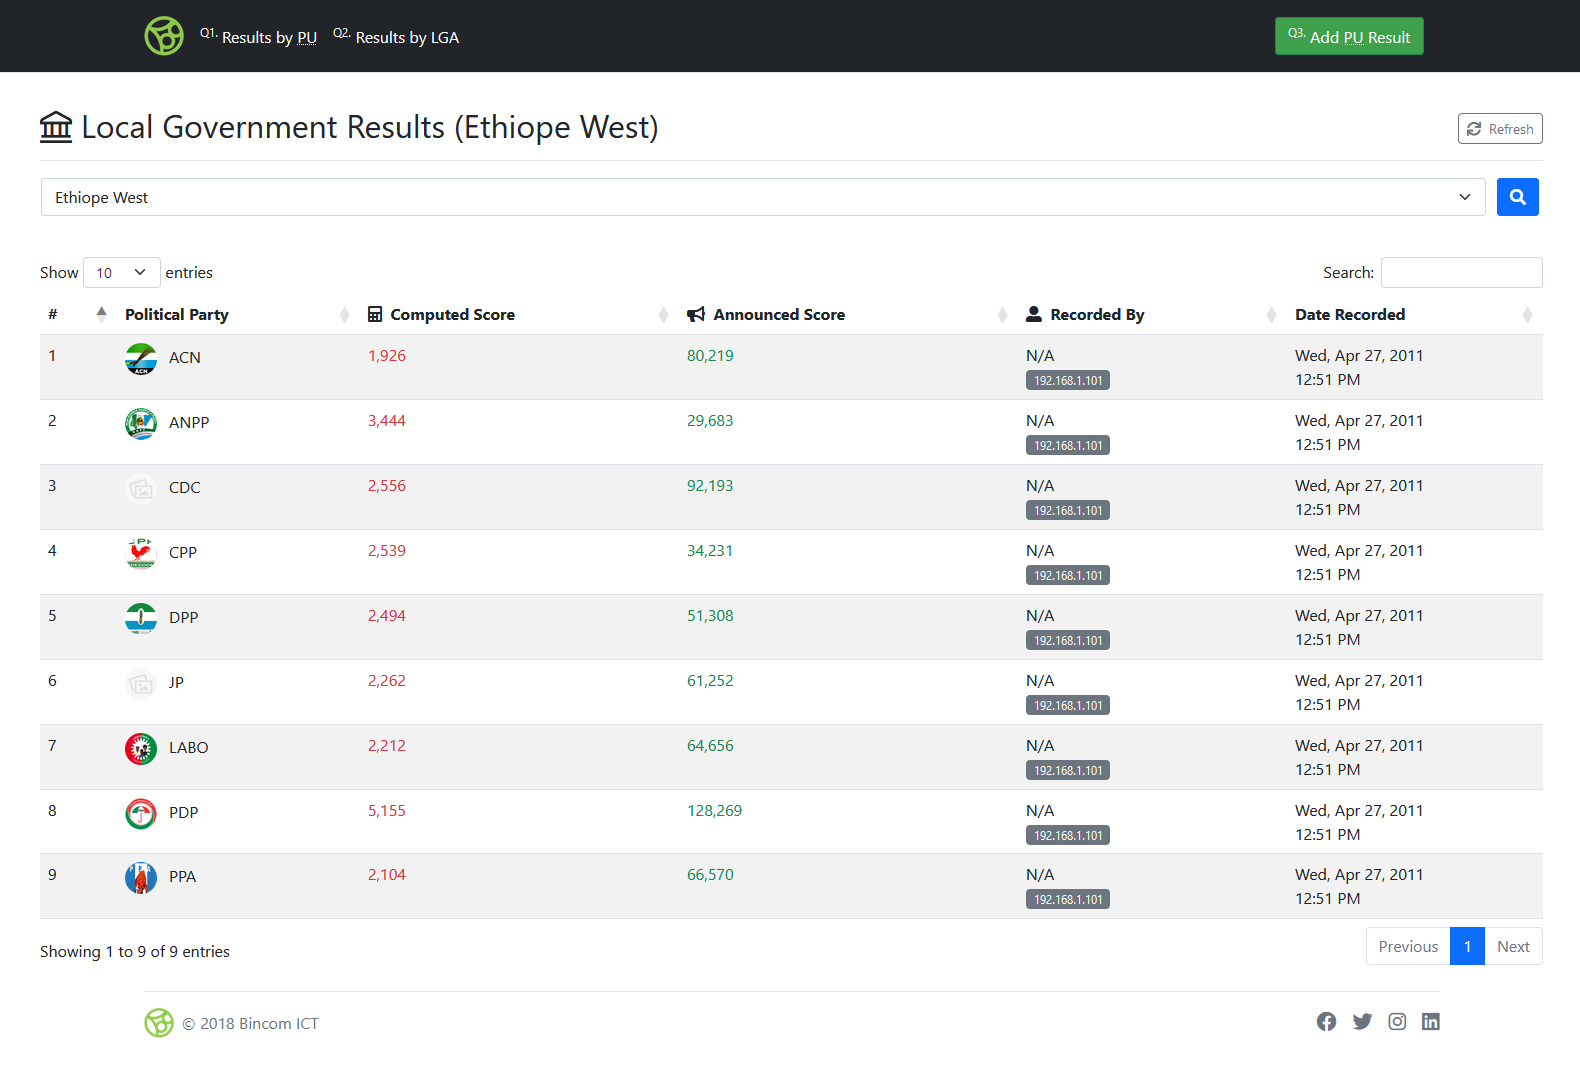 Q1. Results by PU Q2. Results by LGA Q3. Add PU Result
Local Government Results (Ethiope West) Refresh
Ethiope West
Show 10 entries Search:
# Political Party Computed Score Announced Score Recorded By Date Recorded
1 ACN 1,926 80,219 N/A Wed, Apr 27, 2011
192.168.1.101 12:51 PM
2 ANPP 3,444 29,683 N/A Wed, Apr 27, 2011
192.168.1.101 12:51 PM
3 CDC 2,556 92,193 N/A Wed, Apr 27, 2011
192.168.1.101 12:51 PM
4 CPP 2,539 34,231 N/A Wed, Apr 27, 2011
192.168.1.101 12:51 PM
5 DPP 2,494 51,308 N/A Wed, Apr 27, 2011
192.168.1.101 12:51 PM
6 JP 2,262 61,252 N/A Wed, Apr 27, 2011
192.168.1.101 12:51 PM
7 LABO 2,212 64,656 N/A Wed, Apr 27, 2011
192.168.1.101 12:51 PM
8 PDP 5,155 128,269 N/A Wed, Apr 27, 2011
192.168.1.101 12:51 PM
9 PPA 2,104 66,570 N/A Wed, Apr 27, 2011
192.168.1.101 12:51 PM
Showing 1 to 9 of 9 entries Previous 1 Next
© 2018 Bincom ICT